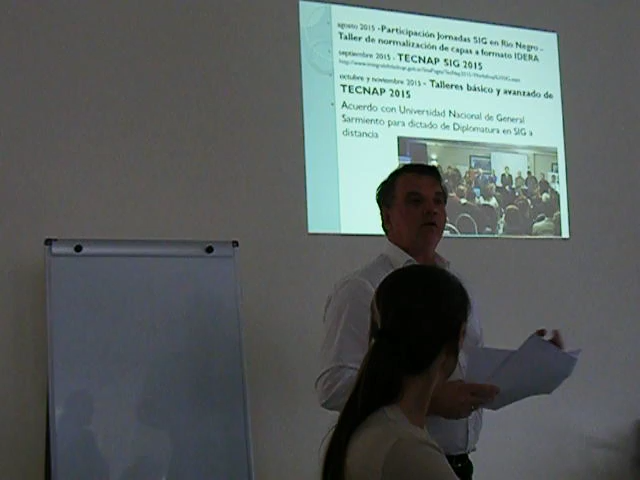 agosto 2015 -Participación Jornadas SIG en Rio Negro -
Taller de normalización de capas a formato IDERA
septiembre 2015 - TECNAP SIG 2015
octubre y noviembre 2015 - Talleres básico y avanzado de
TECNAP 2015
Acuerdo con Universidad Nacional de General
Sarmiento para dictado de Diplomatura en SIG a
distancia